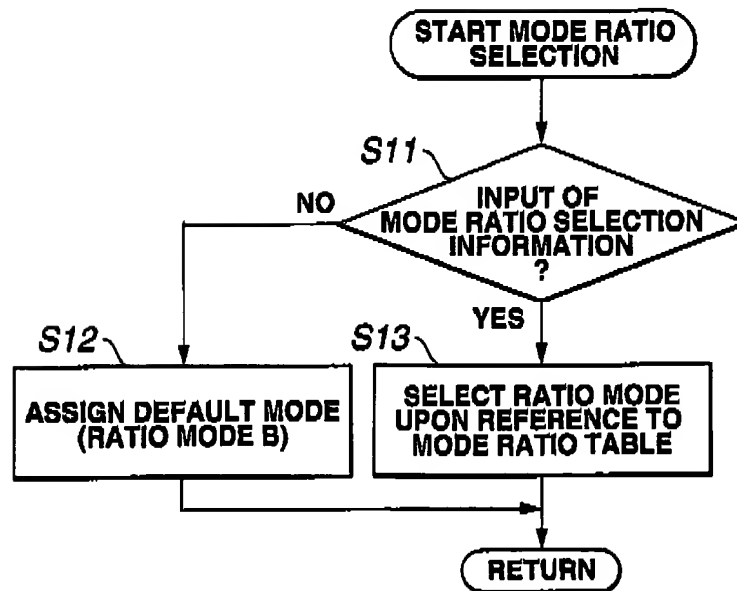 START MODE RATIO
SELECTION
S11
INPUT OF
MODE RATIO SELECTION
INFORMATION
?
NO
YES
S12
ASSIGN DEFAULT MODE
(RATIO MODE B)
S13
SELECT RATIO MODE
UPON REFERENCE TO
MODE RATIO TABLE
RETURN